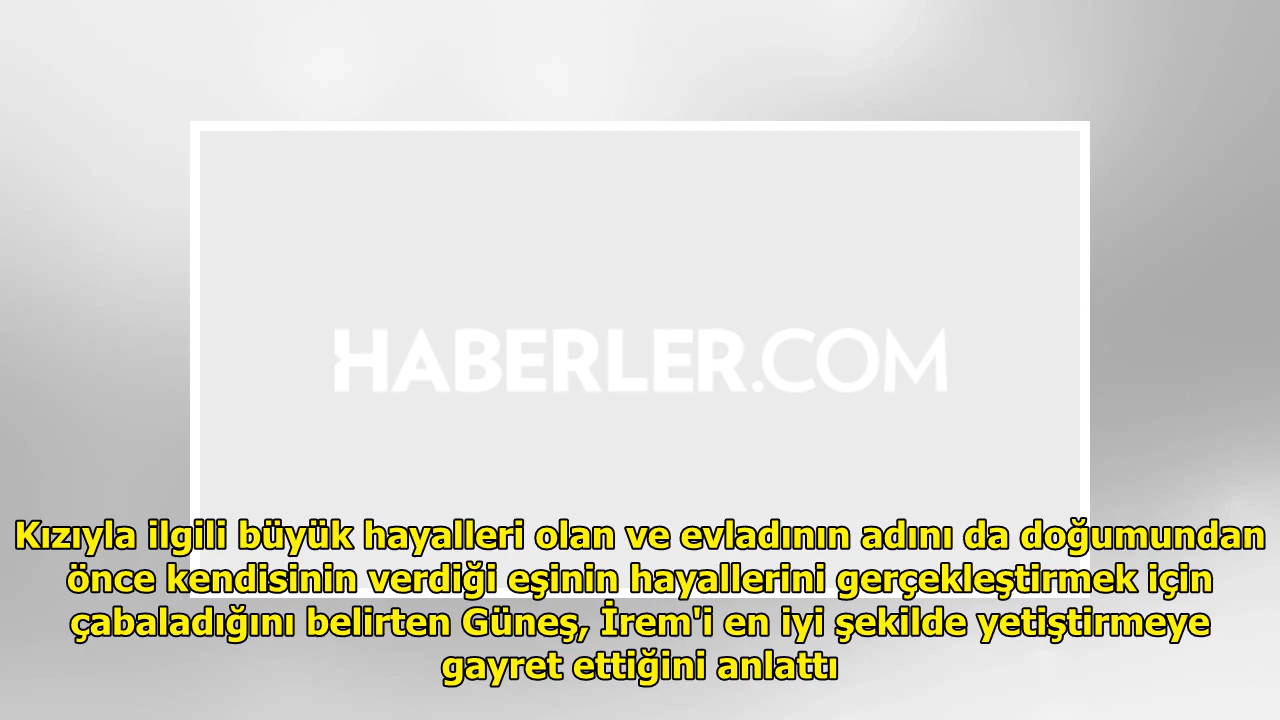 HABERLER.COM
Kızıyla ilgili büyük hayalleri olan ve evladının adını da doğumundan
önce kendisinin verdiği eşinin hayallerini gerçekleştirmek için
çabaladığını belirten Güneş, İrem'i en iyi şekilde yetiştirmeye
gayret ettiğini anlattı